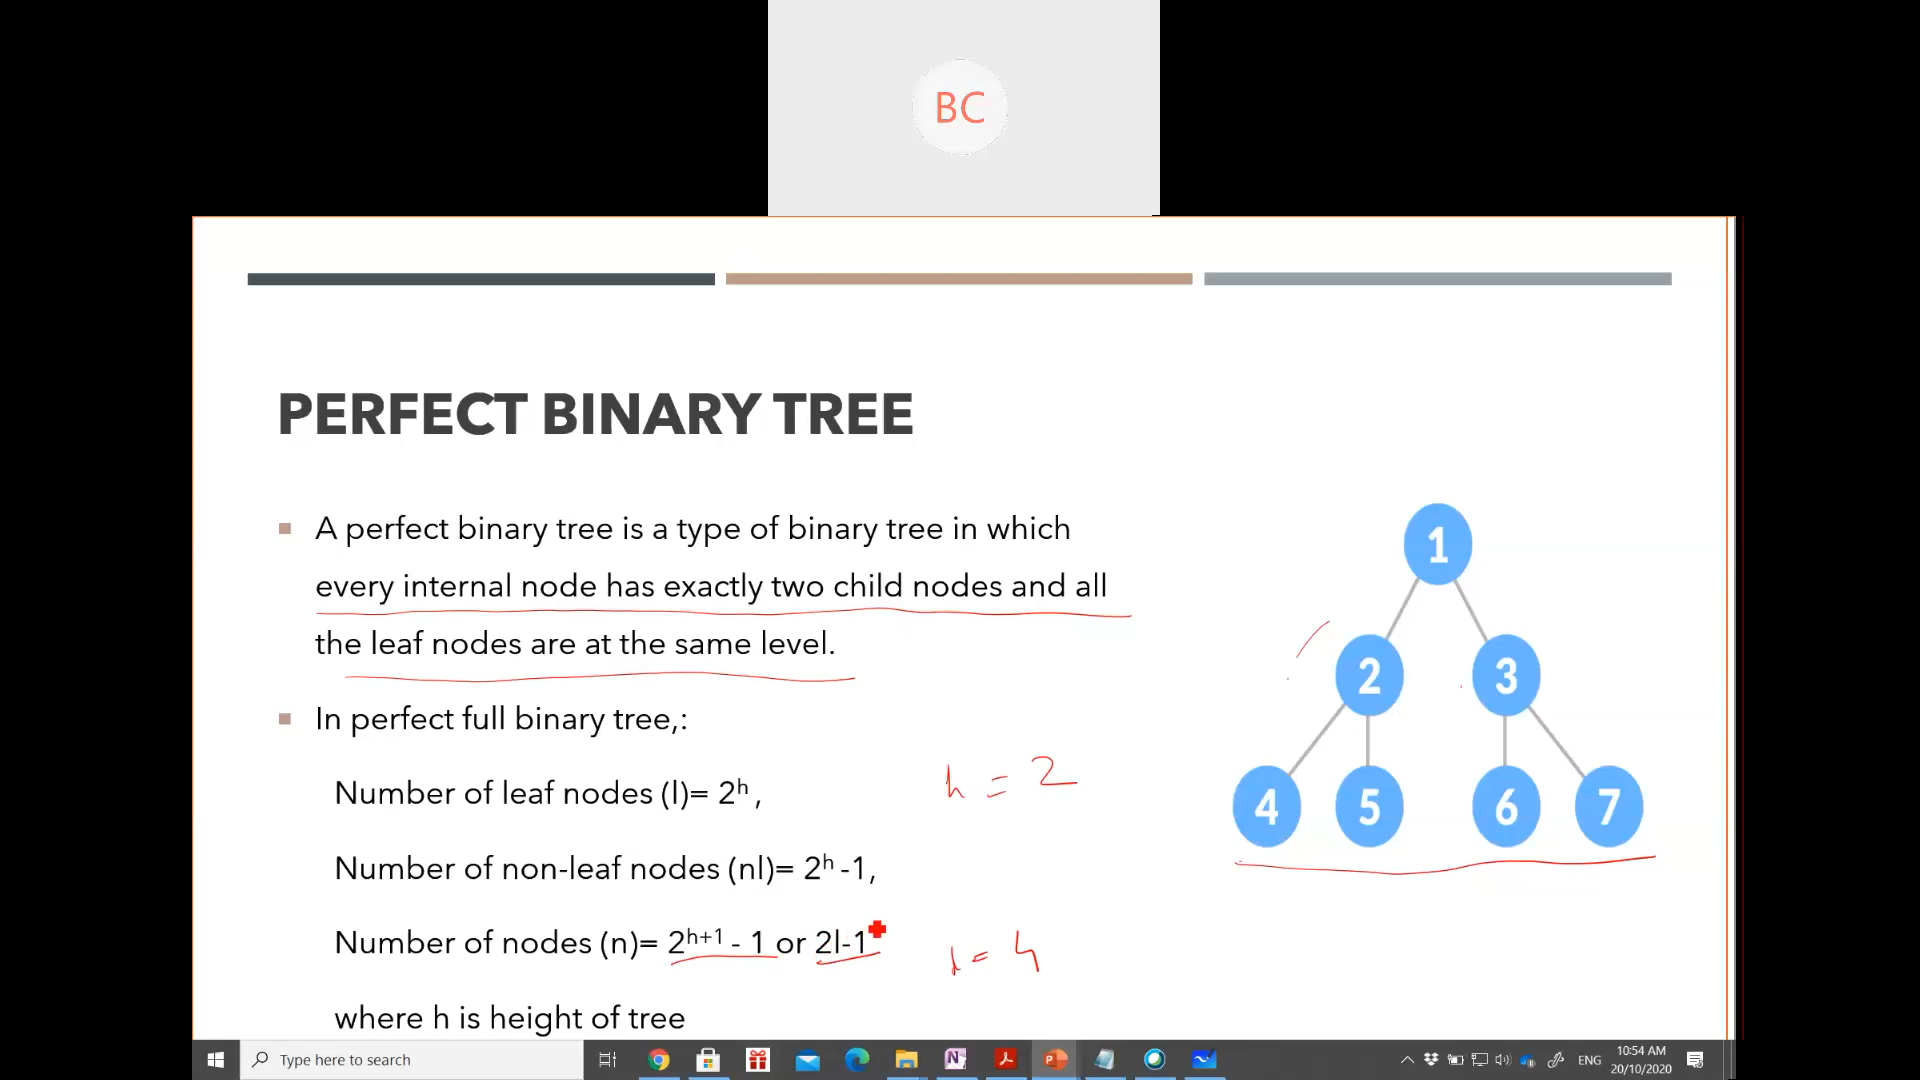 BC
PERFECT BINARY TREE
A perfect binary tree is a type of binary tree in which
every internal node has exactly two child nodes and all
the leaf nodes are at the same level.
In perfect full binary tree,:
Number of leaf nodes (l)= 2ʰ ,
h = 2
Number of non-leaf nodes (nl)= 2ʰ -1,
Number of nodes (n)= 2ʰ⁺¹ - 1 or 2l-1
l = 4
where h is height of tree
1
2 3
4 5 6 7
Type here to search
ENG
10:54 AM
20/10/2020